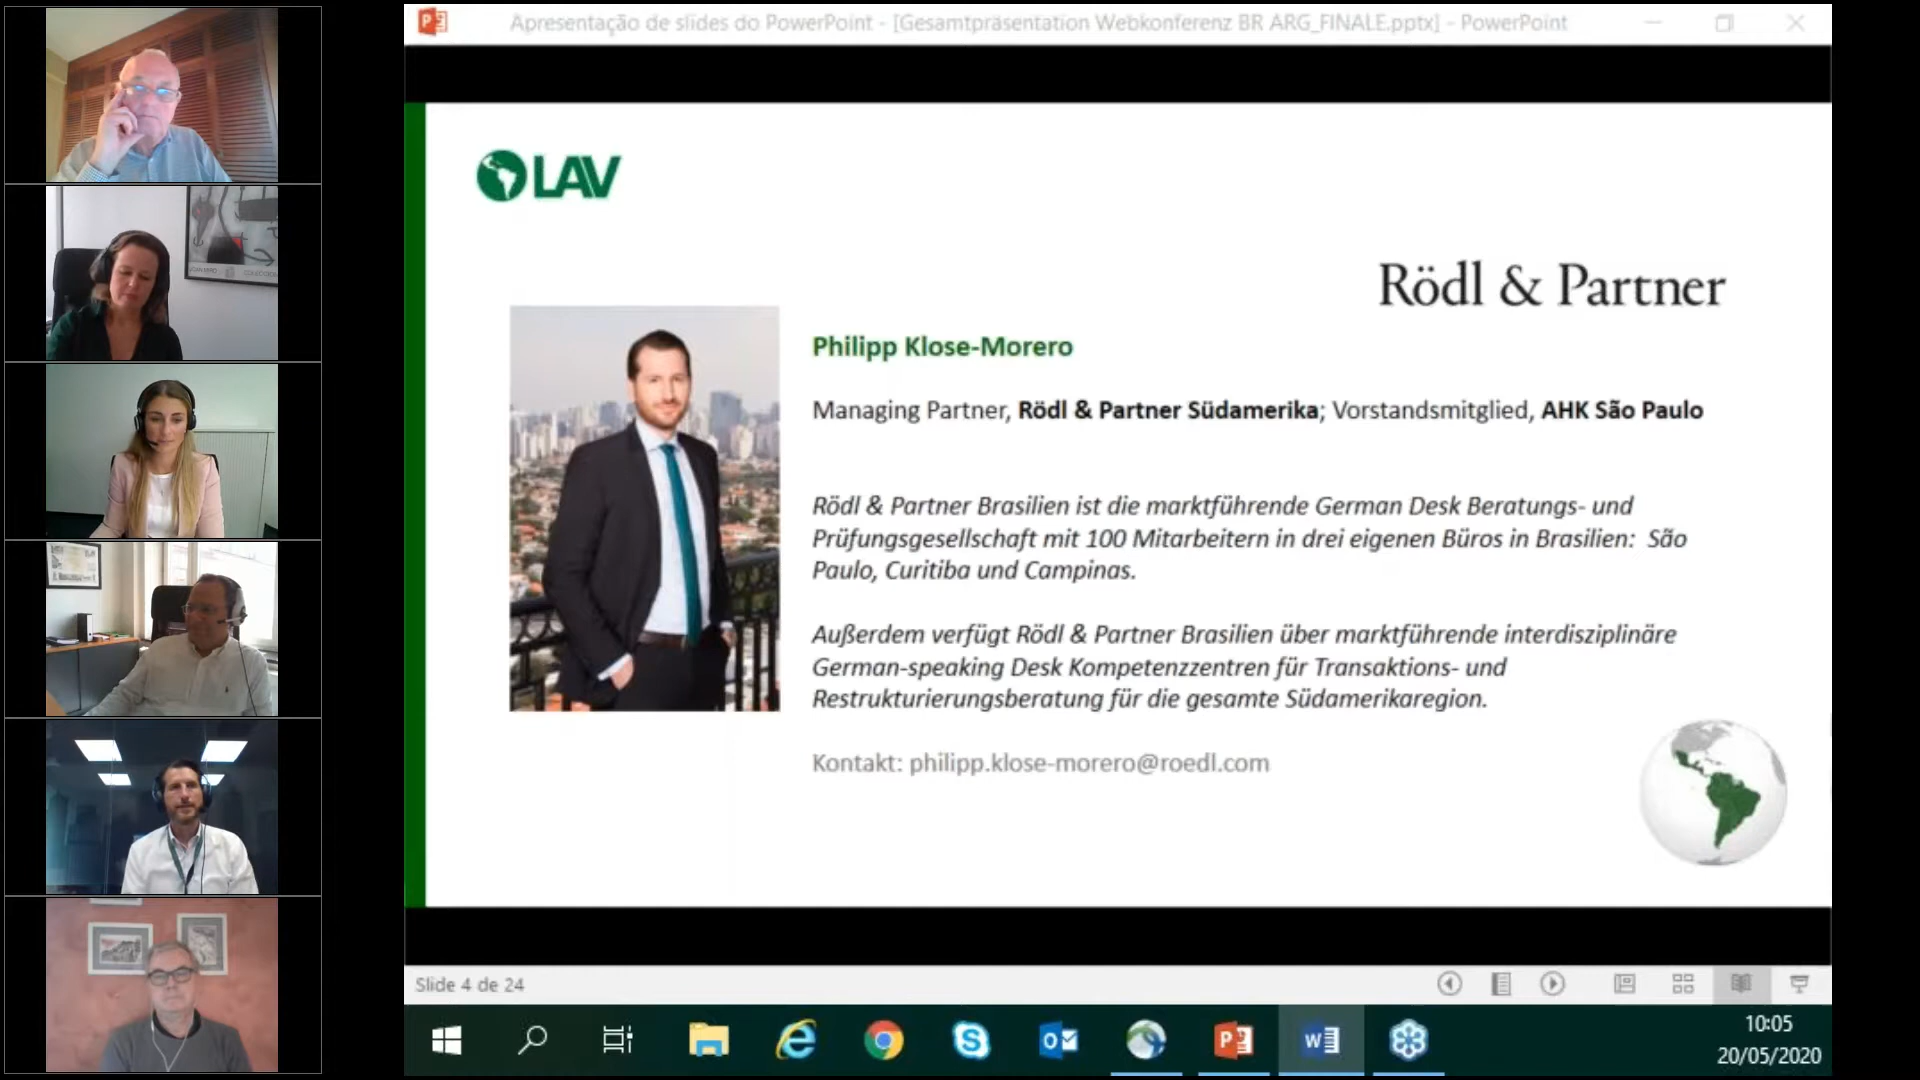 Apresentação de slides do PowerPoint - [Gesamtpräsentation Webkonferenz BR ARG_FINALE.pptx] - PowerPoint
LAV
Rödl & Partner
Philipp Klose-Morero
Managing Partner, Rödl & Partner Südamerika; Vorstandsmitglied, AHK São Paulo
Rödl & Partner Brasilien ist die marktführende German Desk Beratungs- und
Prüfungsgesellschaft mit 100 Mitarbeitern in drei eigenen Büros in Brasilien: São
Paulo, Curitiba und Campinas.
Außerdem verfügt Rödl & Partner Brasilien über marktführende interdisziplinäre
German-speaking Desk Kompetenzzentren für Transaktions- und
Restrukturierungsberatung für die gesamte Südamerikaregion.
Kontakt: philipp.klose-morero@roedl.com
Slide 4 de 24
10:05
20/05/2020